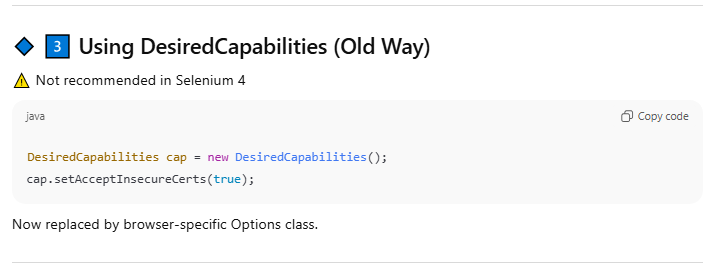 🔹 3️⃣ Using DesiredCapabilities (Old Way)
⚠️ Not recommended in Selenium 4
java
Copy code
DesiredCapabilities cap = new DesiredCapabilities();
cap.setAcceptInsecureCerts(true);
Now replaced by browser-specific Options class.